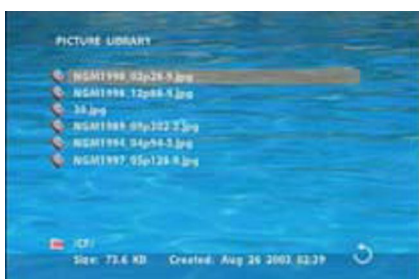 PICTURE LIBRARY
NGM1990_02p26-9.jpg
NGM1996_12p88-9.jpg
30.jpg
NGM1989_09p302-3.jpg
NGM1994_04p94-5.jpg
NGM1997_05p128-9.jpg
/CF/
Size: 73.6 KB Created: Aug 26 2003 02:39